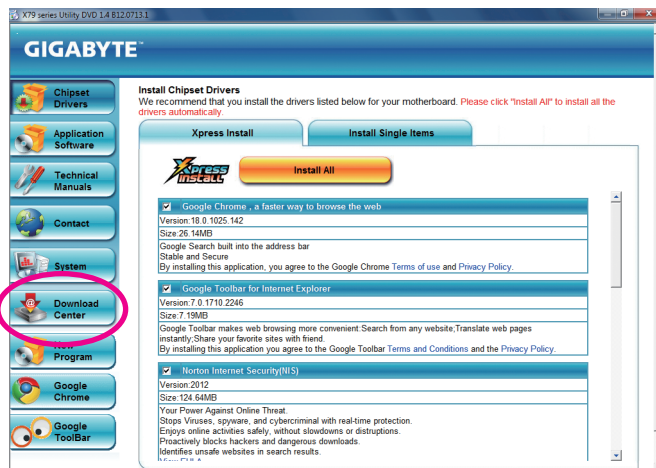 X79 series Utility DVD 1.4 B12.0713.1
GIGABYTE™
Chipset
Drivers
Application
Software
Technical
Manuals
Contact
System
Download
Center
New
Program
Google
Chrome
Google
ToolBar
Install Chipset Drivers
We recommend that you install the drivers listed below for your motherboard. Please click "Install All" to install all the
drivers automatically.
Xpress Install
Install Single Items
Xpress
Install
Install All
Google Chrome , a faster way to browse the web
Version:18.0.1025.142
Size:26.14MB
Google Search built into the address bar
Stable and Secure
By installing this application, you agree to the Google Chrome Terms of use and Privacy Policy.
Google Toolbar for Internet Explorer
Version:7.0.1710.2246
Size:7.19MB
Google Toolbar makes web browsing more convenient:Search from any website;Translate web pages
instantly;Share your favorite sites with friend.
By installing this application you agree to the Google Toolbar Terms and Conditions and the Privacy Policy.
Norton Internet Security(NIS)
Version:2012
Size:124.64MB
Your Power Against Online Threat.
Stops Viruses, spyware, and cybercriminal with real-time protection.
Enjoys online activities safely, without slowdowns or distruptions.
Proactively blocks hackers and dangerous downloads.
Identifies unsafe websites in search results.
View EULA